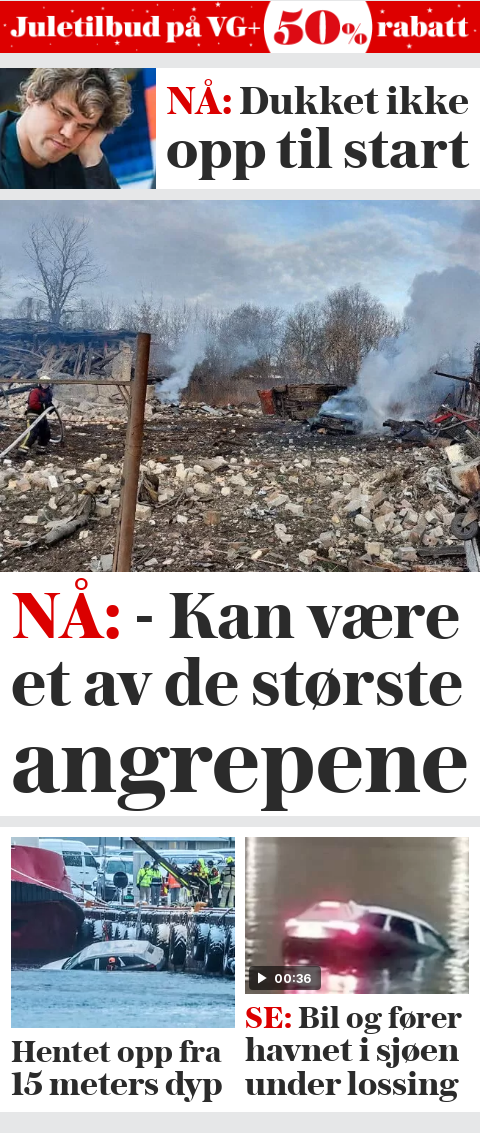 Juletilbud på VG+ 50% rabatt
NÅ: Dukket ikke
opp til start
NÅ: - Kan være
et av de største
angrepene
00:36
Hentet opp fra
15 meters dyp
SE: Bil og fører
havnet i sjøen
under lossing